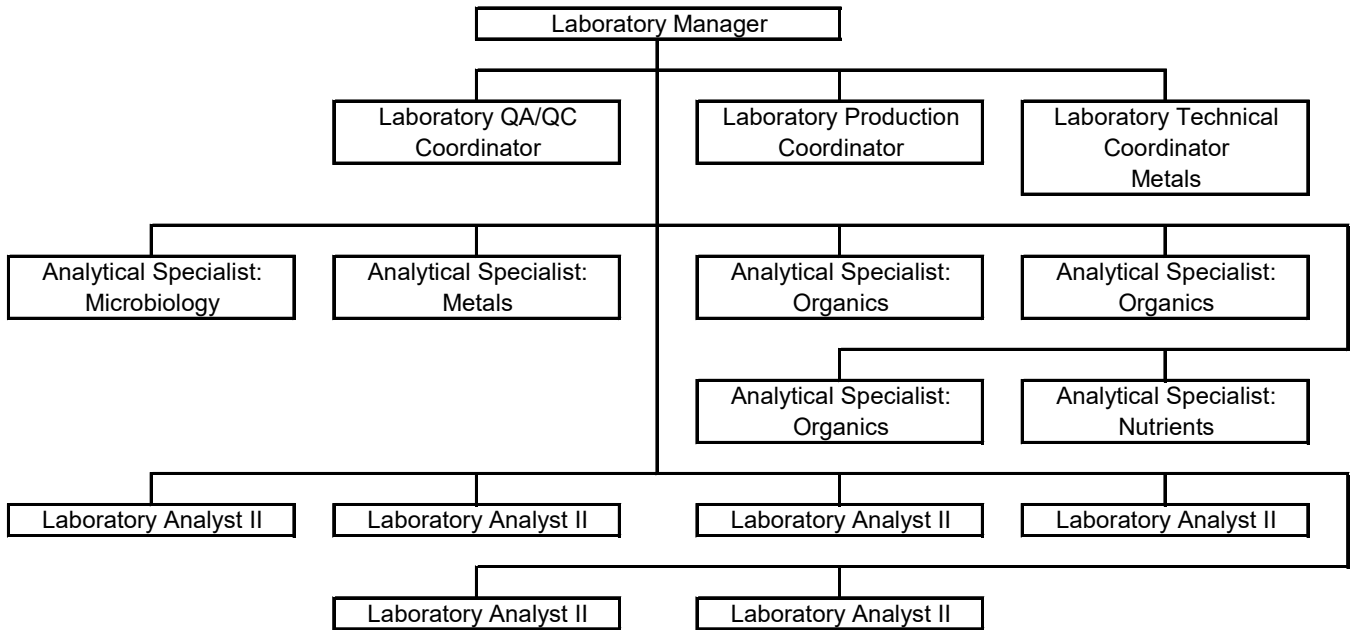 Laboratory Manager
Laboratory QA/QC
Coordinator
Laboratory Production
Coordinator
Laboratory Technical
Coordinator
Metals
Analytical Specialist:
Microbiology
Analytical Specialist:
Metals
Analytical Specialist:
Organics
Analytical Specialist:
Organics
Analytical Specialist:
Organics
Analytical Specialist:
Nutrients
Laboratory Analyst II
Laboratory Analyst II
Laboratory Analyst II
Laboratory Analyst II
Laboratory Analyst II
Laboratory Analyst II